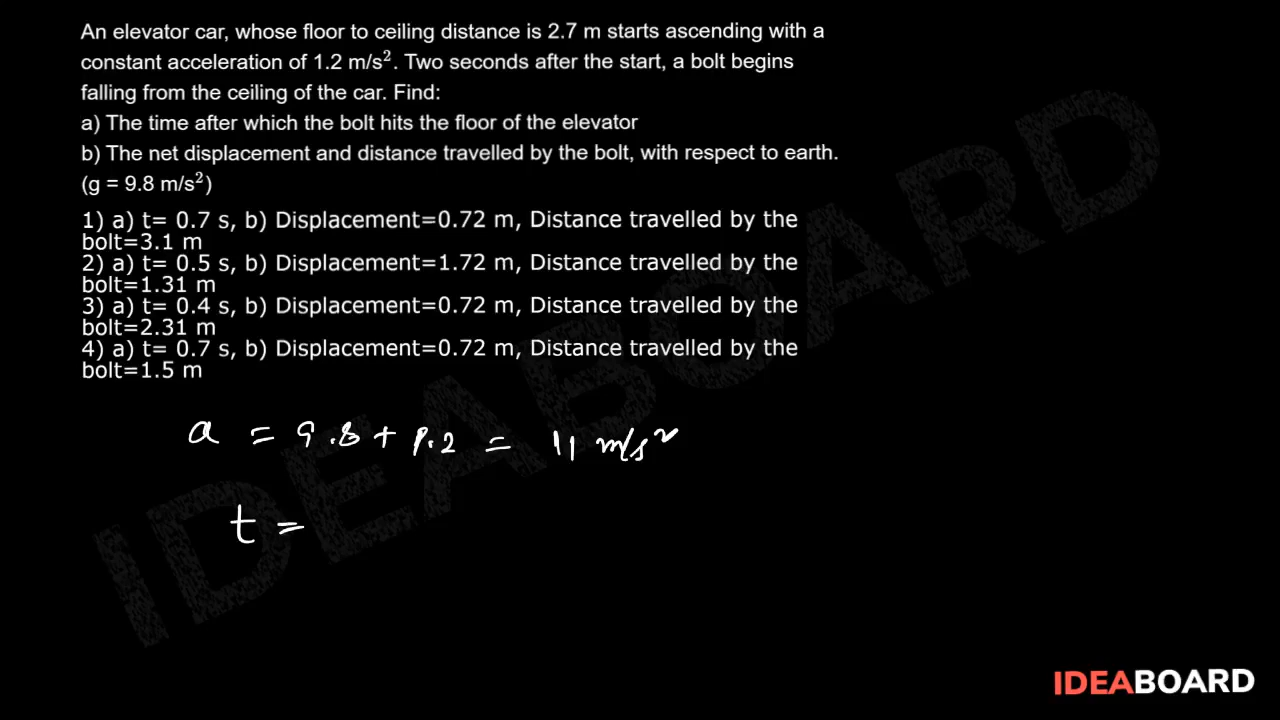 An elevator car, whose floor to ceiling distance is 2.7 m starts ascending with a
constant acceleration of 1.2 m/s². Two seconds after the start, a bolt begins
falling from the ceiling of the car. Find:
a) The time after which the bolt hits the floor of the elevator
b) The net displacement and distance travelled by the bolt, with respect to earth.
(g = 9.8 m/s²)
1) a) t= 0.7 s, b) Displacement=0.72 m, Distance travelled by the
bolt=3.1 m
2) a) t= 0.5 s, b) Displacement=1.72 m, Distance travelled by the
bolt=1.31 m
3) a) t= 0.4 s, b) Displacement=0.72 m, Distance travelled by the
bolt=2.31 m
4) a) t= 0.7 s, b) Displacement=0.72 m, Distance travelled by the
bolt=1.5 m
a = 9.8 + 1.2 = 11 m/s²
t =
IDEABOARD
IDEABOARD